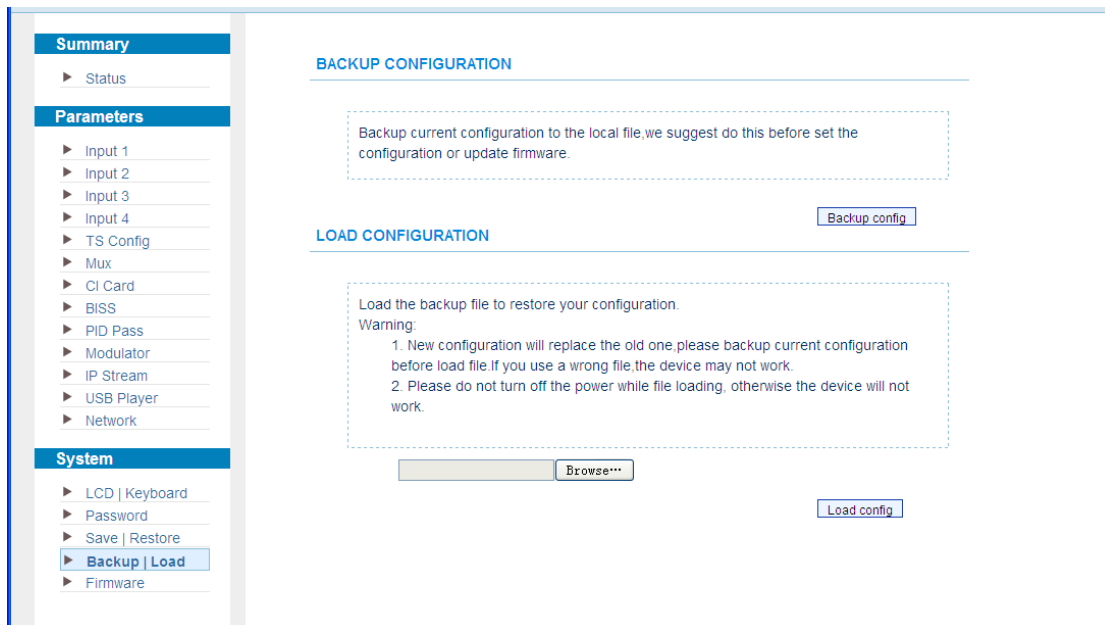 Summary
Status
Parameters
Input 1
Input 2
Input 3
Input 4
TS Config
Mux
CI Card
BISS
PID Pass
Modulator
IP Stream
USB Player
Network
System
LCD | Keyboard
Password
Save | Restore
Backup | Load
Firmware
BACKUP CONFIGURATION
Backup current configuration to the local file,we suggest do this before set the
configuration or update firmware.
Backup config
LOAD CONFIGURATION
Load the backup file to restore your configuration.
Warning:
1. New configuration will replace the old one,please backup current configuration
before load file.If you use a wrong file,the device may not work.
2. Please do not turn off the power while file loading, otherwise the device will not
work.
Browse…
Load config